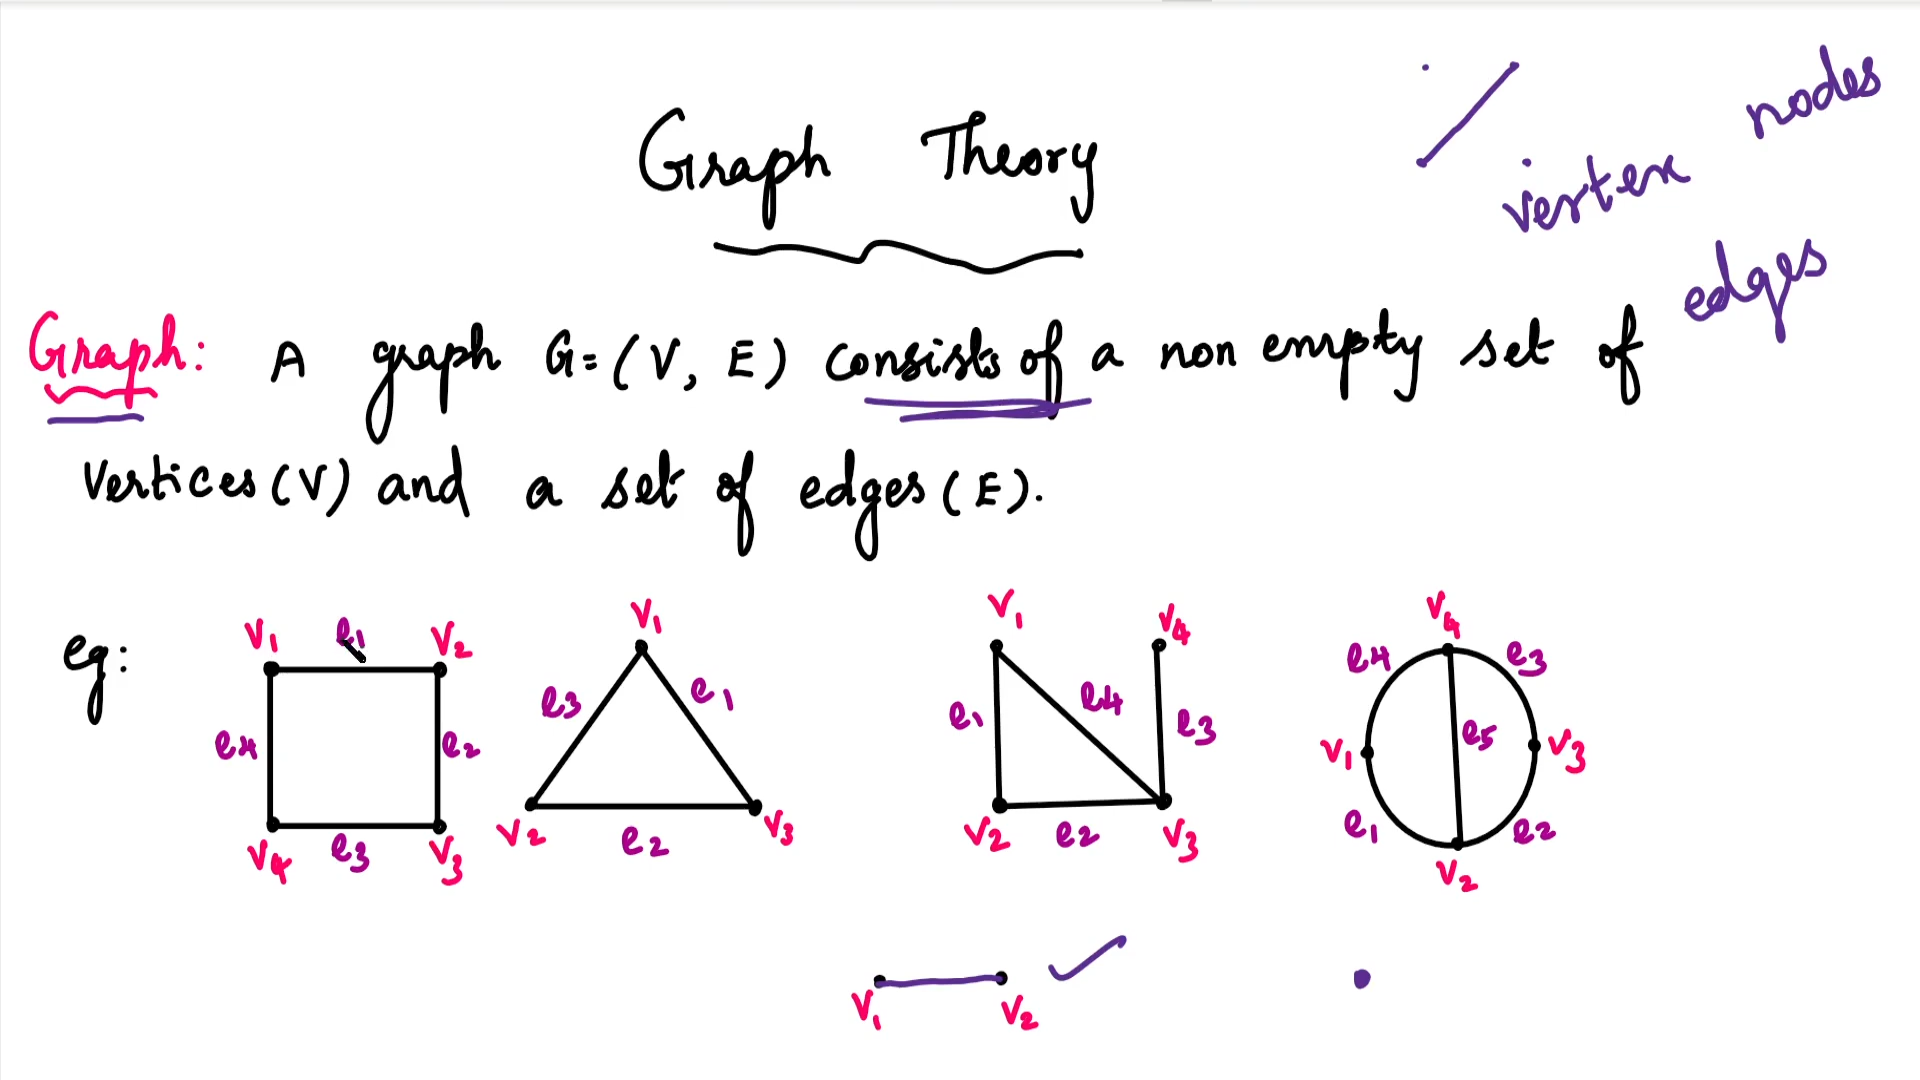 Graph Theory
nodes
vertex
edges
Graph: A graph G=(V, E) consists of a non empty set of
Vertices(V) and a set of edges(E).
eg:
V1 e1 V2
e4 e2
V4 e3 V3
V1
e3 e1
V2 e2 V3
V1 V4
e1 e4 e3
V2 e2 V3
V4
e4 e3
V1 e5 V3
e1 e2
V2
V1 V2